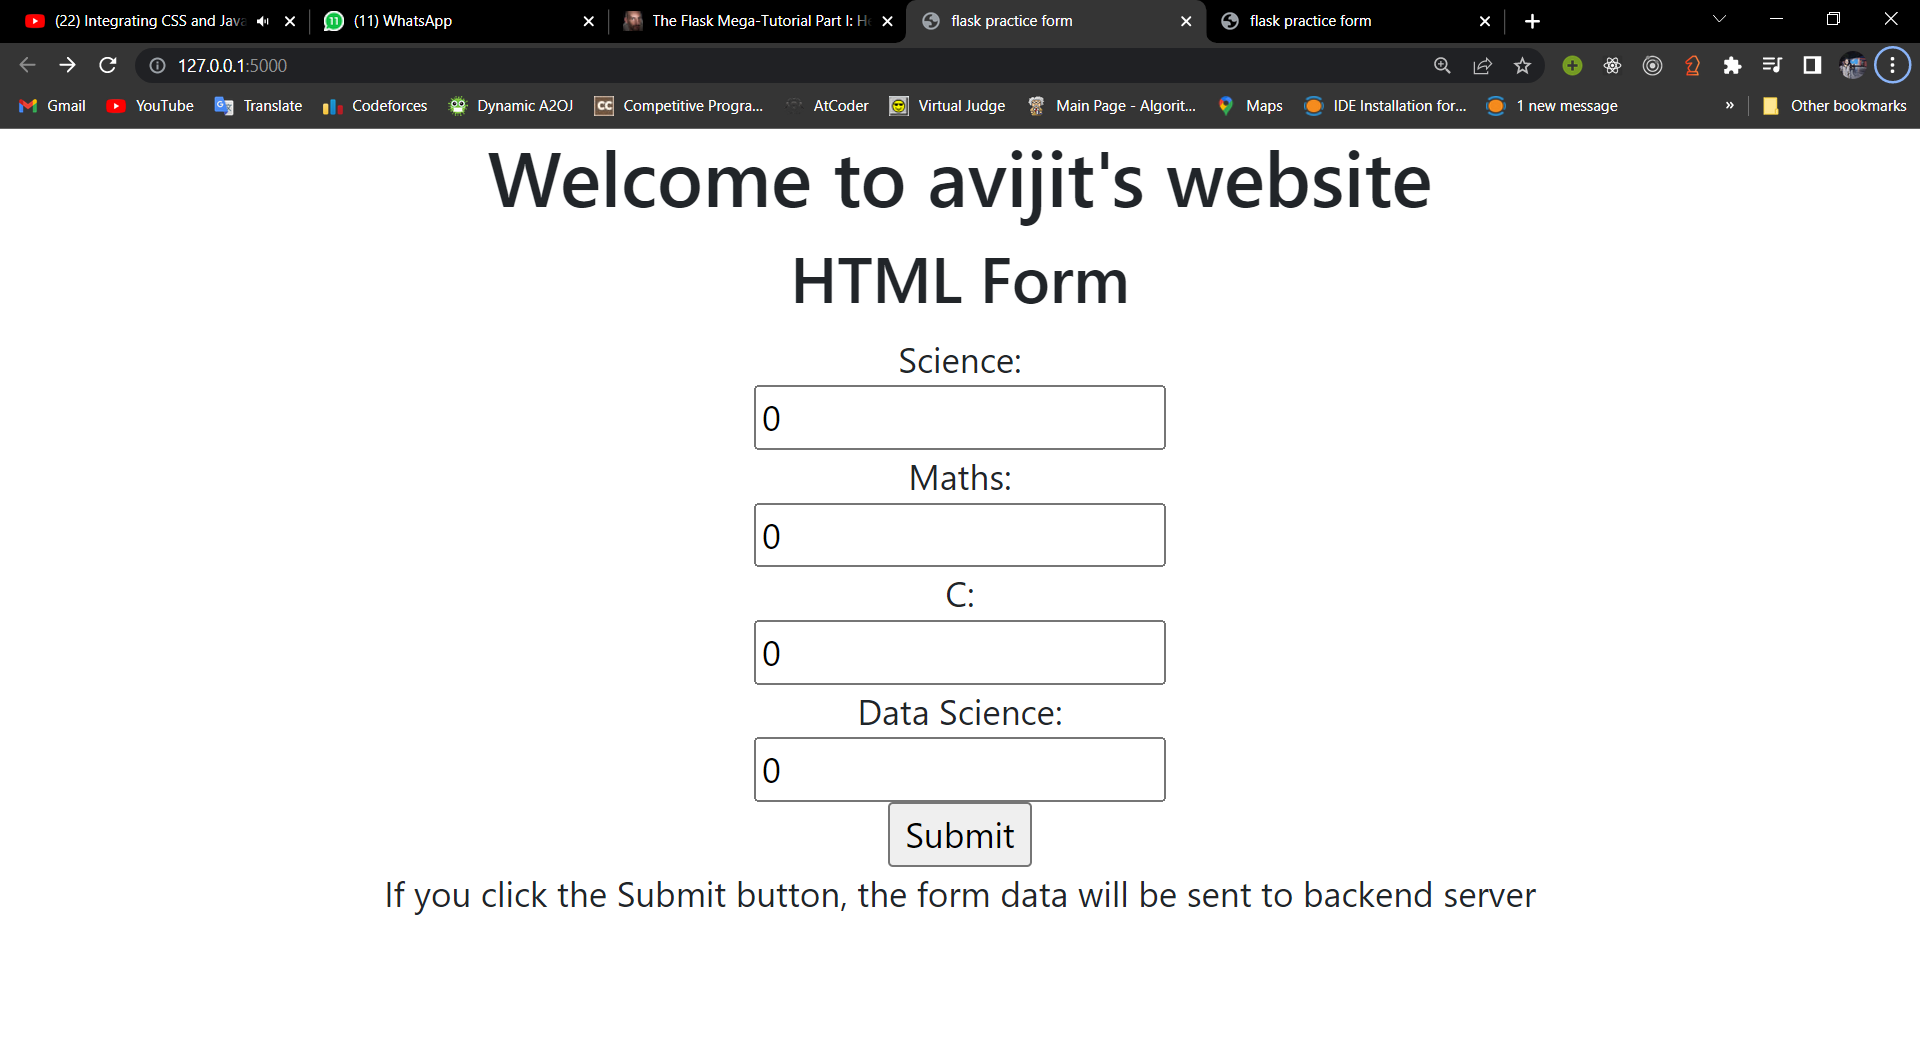 (22) Integrating CSS and Java
(11) WhatsApp
The Flask Mega-Tutorial Part I: He
flask practice form
flask practice form
127.0.0.1:5000
Gmail
YouTube
Translate
Codeforces
Dynamic A2OJ
CC
Competitive Progra...
AtCoder
Virtual Judge
Main Page - Algorit...
Maps
IDE Installation for...
1 new message
»
Other bookmarks
Welcome to avijit's website
HTML Form
Science:
0
Maths:
0
C:
0
Data Science:
0
Submit
If you click the Submit button, the form data will be sent to backend server